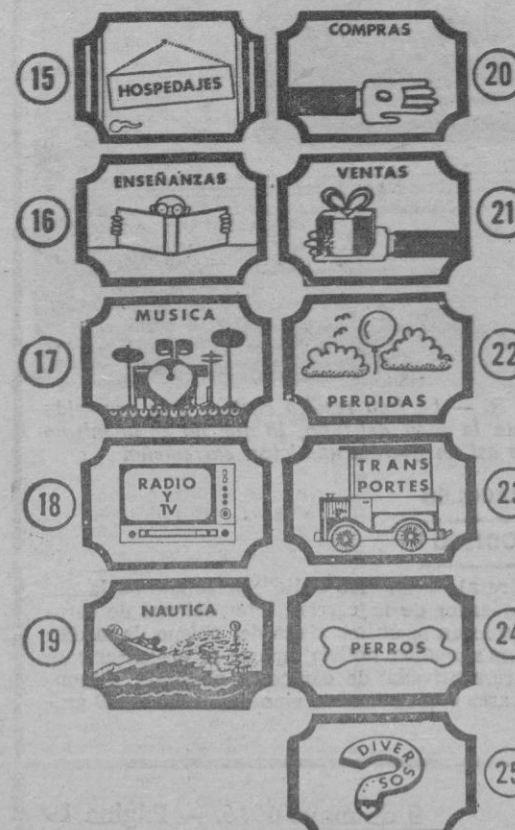 15
HOSPEDAJES
16
ENSEÑANZAS
17
MUSICA
18
RADIO
Y
TV
19
NAUTICA
COMPRAS
20
VENTAS
21
PERDIDAS
22
TRANS
PORTES
23
PERROS
24
DIVER
SOS
25